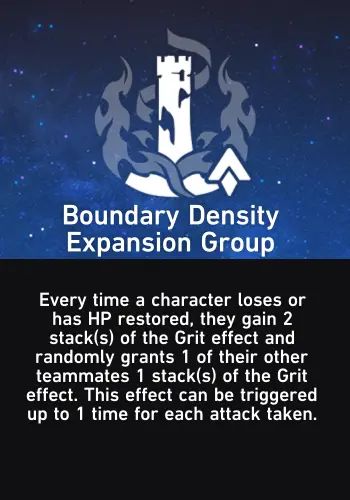 Boundary Density
Expansion Group
Every time a character loses or
has HP restored, they gain 2
stack(s) of the Grit effect and
randomly grants 1 of their other
teammates 1 stack(s) of the Grit
effect. This effect can be triggered
up to 1 time for each attack taken.